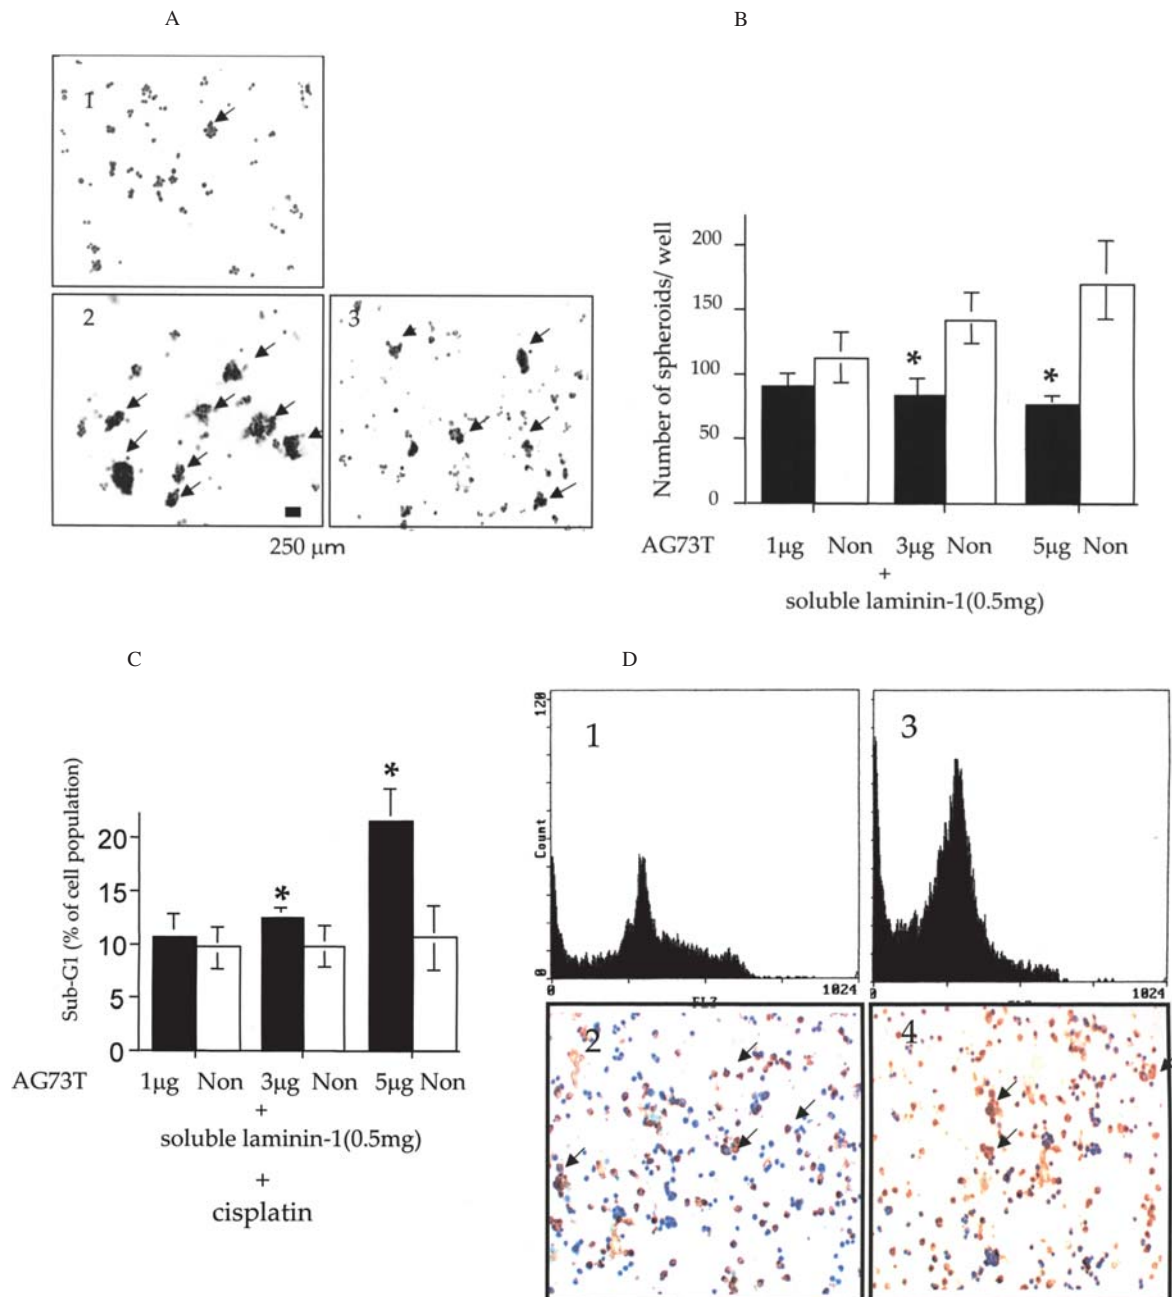 A
B
1
2
3
250 μm
Number of spheroids/ well
200
150
100
50
0
*
*
AG73T 1μg Non 3μg Non 5μg Non
+
soluble laminin-1(0.5mg)
C
D
Sub-G1 (% of cell population)
20
15
10
5
0
*
*
AG73T 1μg Non 3μg Non 5μg Non
+
soluble laminin-1(0.5mg)
+
cisplatin
1
120
Count
0
0 1024
3
0 1024
2
4